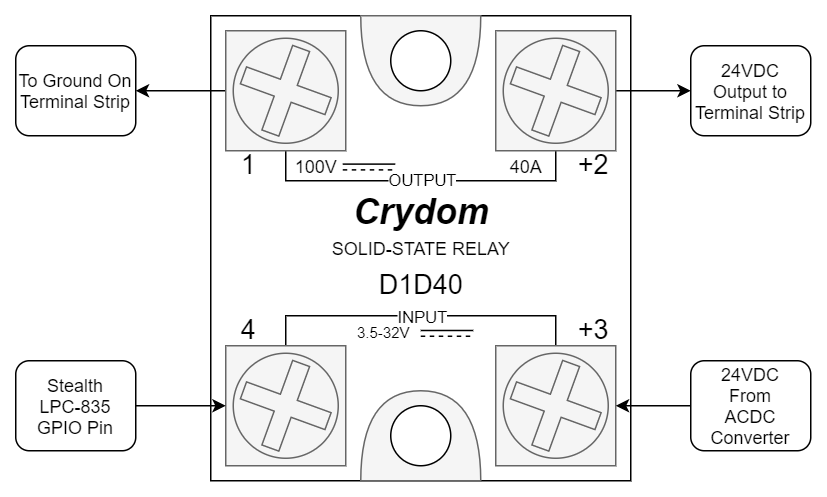 To Ground On
Terminal Strip
24VDC
Output to
Terminal Strip
1
100V
40A
+2
OUTPUT
Crydom
SOLID-STATE RELAY
D1D40
4
INPUT
3.5-32V
+3
Stealth
LPC-835
GPIO Pin
24VDC
From
ACDC
Converter